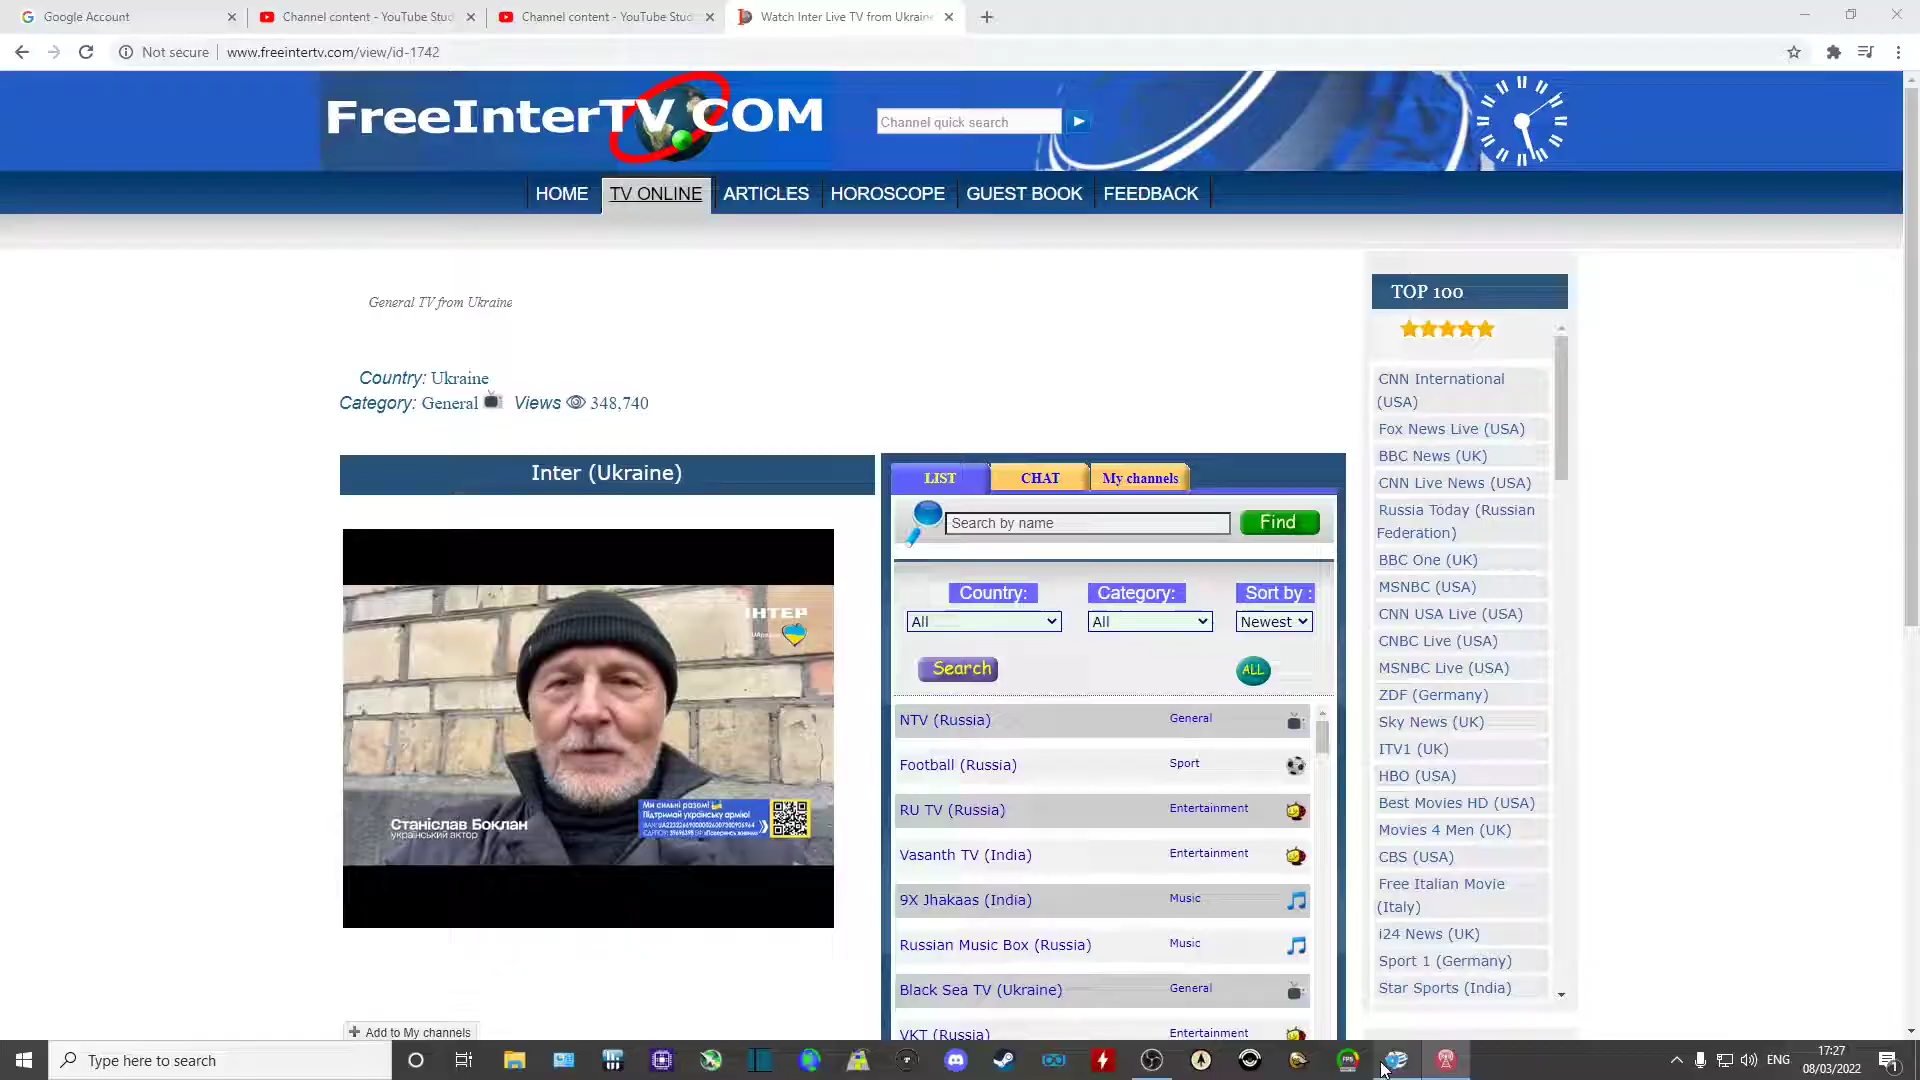 Google Account
Channel content - YouTube Stud
Channel content - YouTube Stud
Watch Inter Live TV from Ukraine
Not secure
www.freeintertv.com/view/id-1742
FreeInterTV.COM
Channel quick search
HOME
TV ONLINE
ARTICLES
HOROSCOPE
GUEST BOOK
FEEDBACK
General TV from Ukraine
Country: Ukraine
Category: General Views 348,740
Inter (Ukraine)
ІНТЕР
Станіслав Боклан
український актор
Ми сильні разом!
Підтримай українську армію!
Add to My channels
LIST
CHAT
My channels
Search by name
Find
Country:
Category:
Sort by :
All
All
Newest
Search
ALL
NTV (Russia) General
Football (Russia) Sport
RU TV (Russia) Entertainment
Vasanth TV (India) Entertainment
9X Jhakaas (India) Music
Russian Music Box (Russia) Music
Black Sea TV (Ukraine) General
VKT (Russia) Entertainment
TOP 100
CNN International
(USA)
Fox News Live (USA)
BBC News (UK)
CNN Live News (USA)
Russia Today (Russian
Federation)
BBC One (UK)
MSNBC (USA)
CNN USA Live (USA)
CNBC Live (USA)
MSNBC Live (USA)
ZDF (Germany)
Sky News (UK)
ITV1 (UK)
HBO (USA)
Best Movies HD (USA)
Movies 4 Men (UK)
CBS (USA)
Free Italian Movie
(Italy)
i24 News (UK)
Sport 1 (Germany)
Star Sports (India)
Type here to search
FPS
ENG
17:27
08/03/2022
1